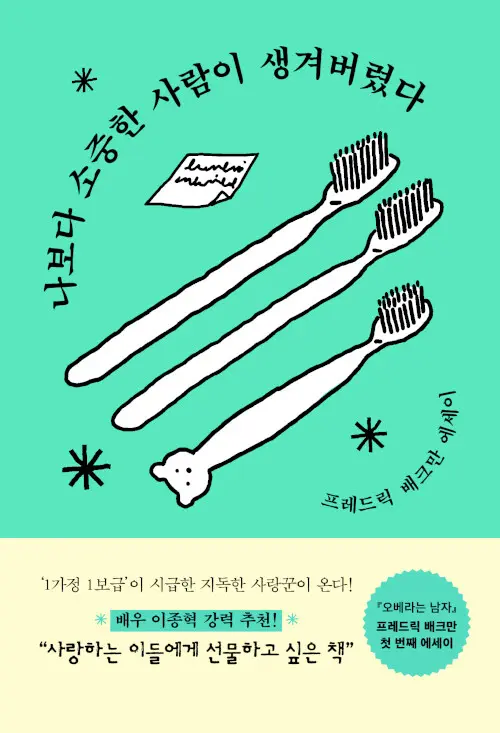 나보다 소중한 사람이 생겨버렸다
프레드릭 배크만 에세이
'1가정 1보급'이 시급한 지독한 사랑꾼이 온다!
배우 이종혁 강력 추천!
“사랑하는 이들에게 선물하고 싶은 책”
『오베라는 남자』
프레드릭 배크만
첫 번째 에세이